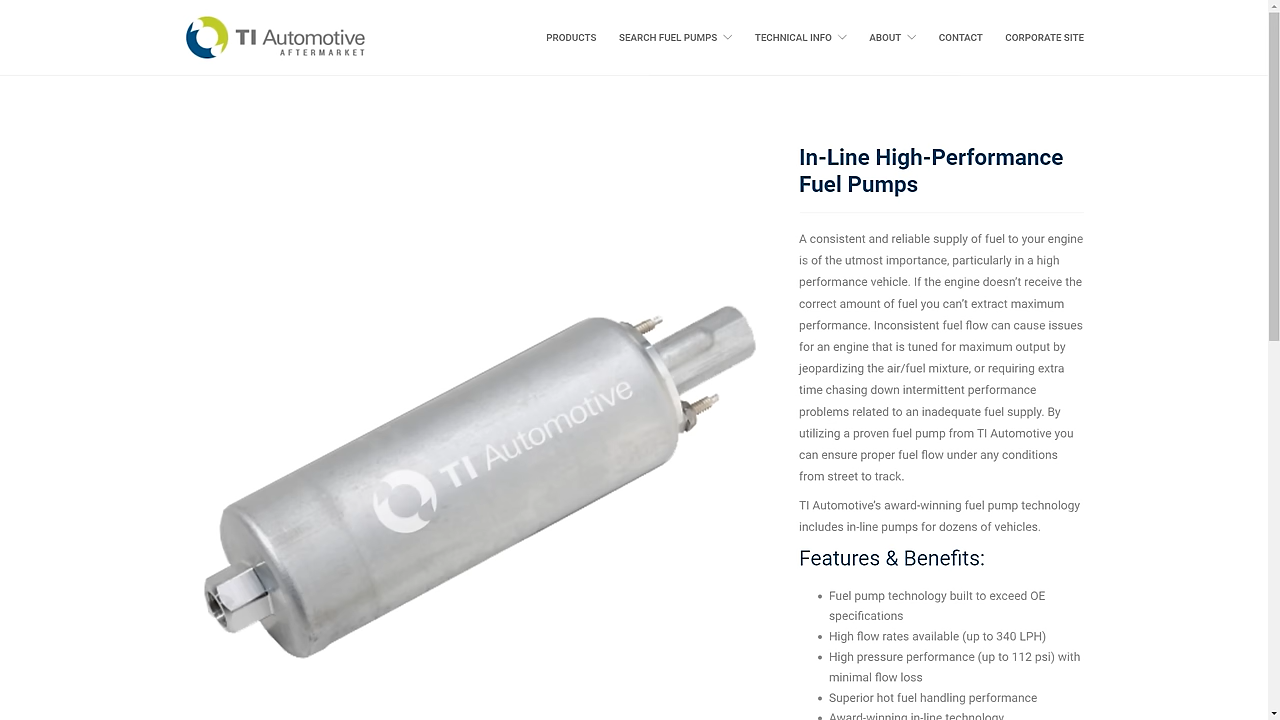 TI Automotive
AFTERMARKET
PRODUCTS
SEARCH FUEL PUMPS
TECHNICAL INFO
ABOUT
CONTACT
CORPORATE SITE
TI Automotive
In-Line High-Performance
Fuel Pumps
A consistent and reliable supply of fuel to your engine
is of the utmost importance, particularly in a high
performance vehicle. If the engine doesn’t receive the
correct amount of fuel you can’t extract maximum
performance. Inconsistent fuel flow can cause issues
for an engine that is tuned for maximum output by
jeopardizing the air/fuel mixture, or requiring extra
time chasing down intermittent performance
problems related to an inadequate fuel supply. By
utilizing a proven fuel pump from TI Automotive you
can ensure proper fuel flow under any conditions
from street to track.
TI Automotive’s award-winning fuel pump technology
includes in-line pumps for dozens of vehicles.
Features & Benefits:
• Fuel pump technology built to exceed OE
specifications
• High flow rates available (up to 340 LPH)
• High pressure performance (up to 112 psi) with
minimal flow loss
• Superior hot fuel handling performance
• Award-winning in-line technology